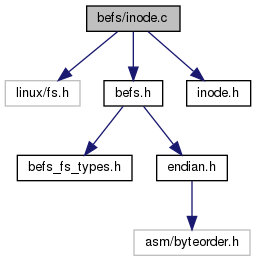 befs/inode.c
linux/fs.h
befs.h
inode.h
befs_fs_types.h
endian.h
asm/byteorder.h